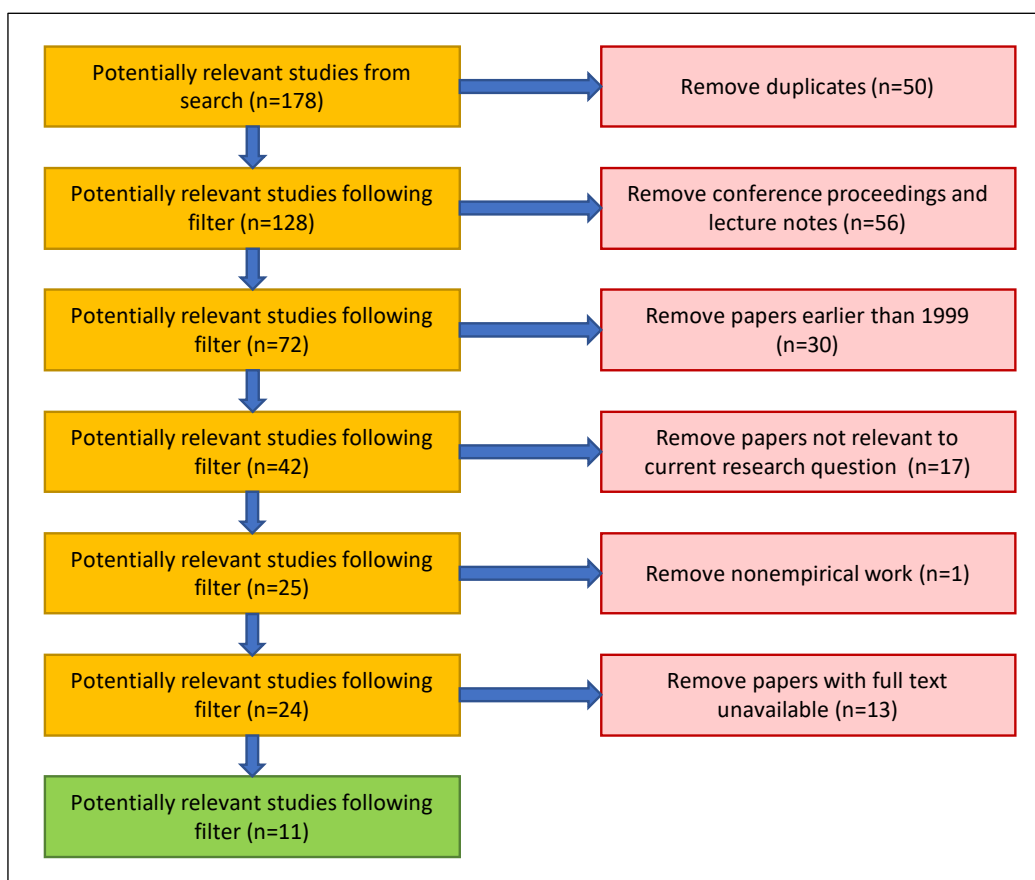 Potentially relevant studies from
search (n=178)
Remove duplicates (n=50)
Potentially relevant studies following
filter (n=128)
Remove conference proceedings and
lecture notes (n=56)
Potentially relevant studies following
filter (n=72)
Remove papers earlier than 1999
(n=30)
Potentially relevant studies following
filter (n=42)
Remove papers not relevant to
current research question  (n=17)
Potentially relevant studies following
filter (n=25)
Remove nonempirical work (n=1)
Potentially relevant studies following
filter (n=24)
Remove papers with full text
unavailable (n=13)
Potentially relevant studies following
filter (n=11)